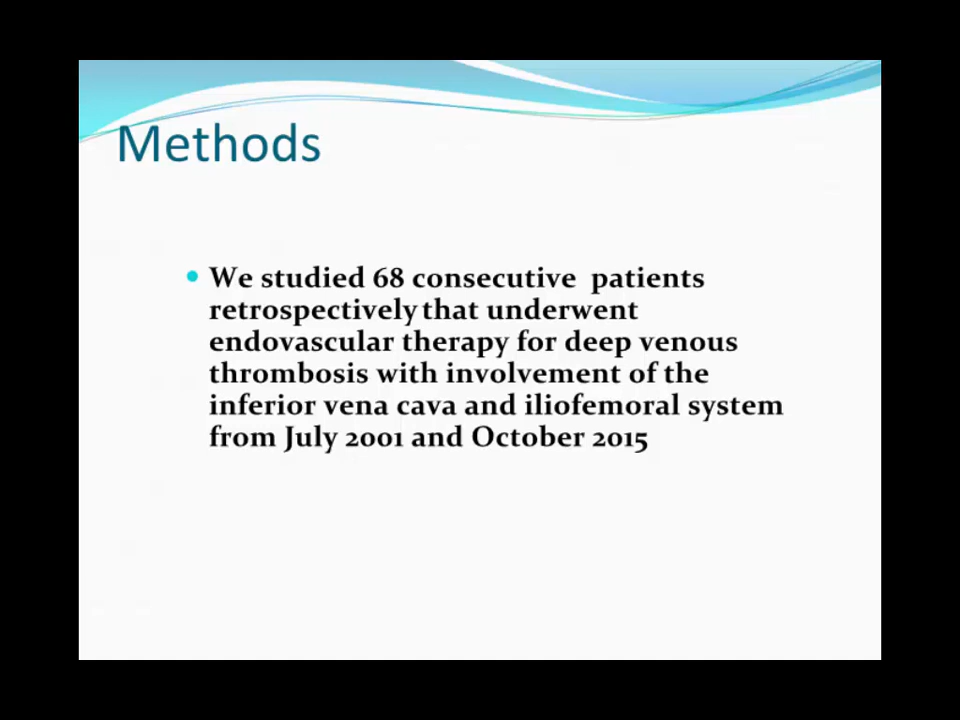 Methods
We studied 68 consecutive patients
retrospectively that underwent
endovascular therapy for deep venous
thrombosis with involvement of the
inferior vena cava and iliofemoral system
from July 2001 and October 2015